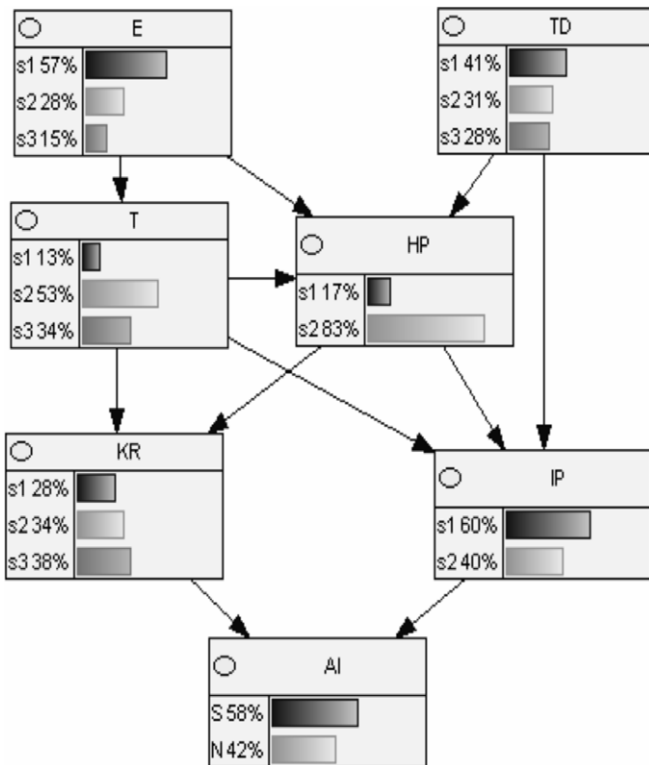 E
s1 57%
s2 28%
s3 15%
TD
s1 41%
s2 31%
s3 28%
T
s1 13%
s2 53%
s3 34%
HP
s1 17%
s2 83%
KR
s1 28%
s2 34%
s3 38%
IP
s1 60%
s2 40%
AI
S 58%
N 42%